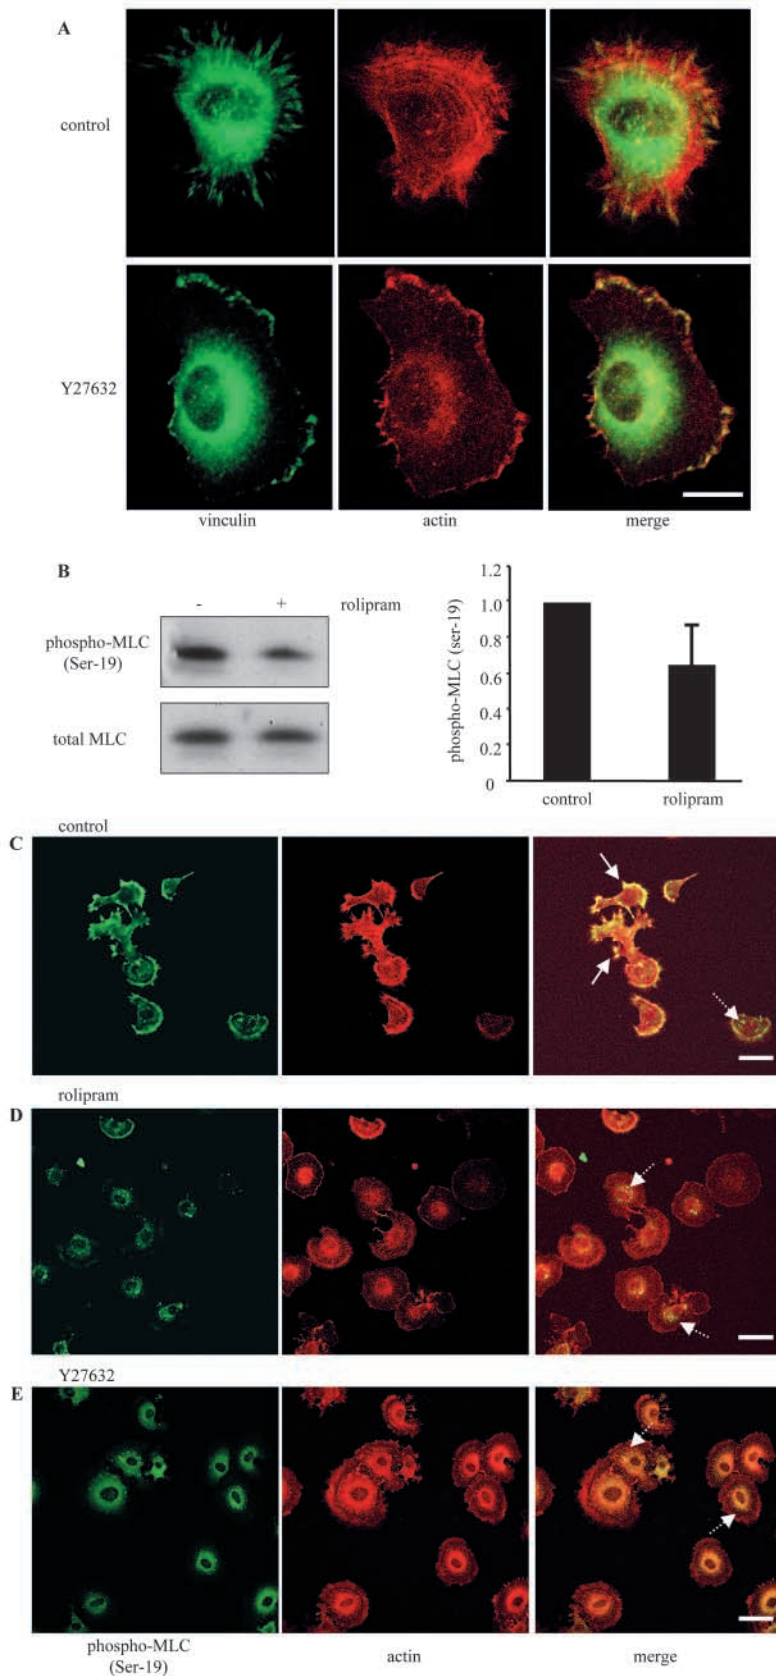 A
control
Y27632
vinculin actin merge
B
- + rolipram
phospho-MLC
(Ser-19)
total MLC
phospho-MLC (ser-19)
1.2
1.0
0.8
0.6
0.4
0.2
0
control rolipram
control
C
rolipram
D
Y27632
E
phospho-MLC
(Ser-19)
actin merge